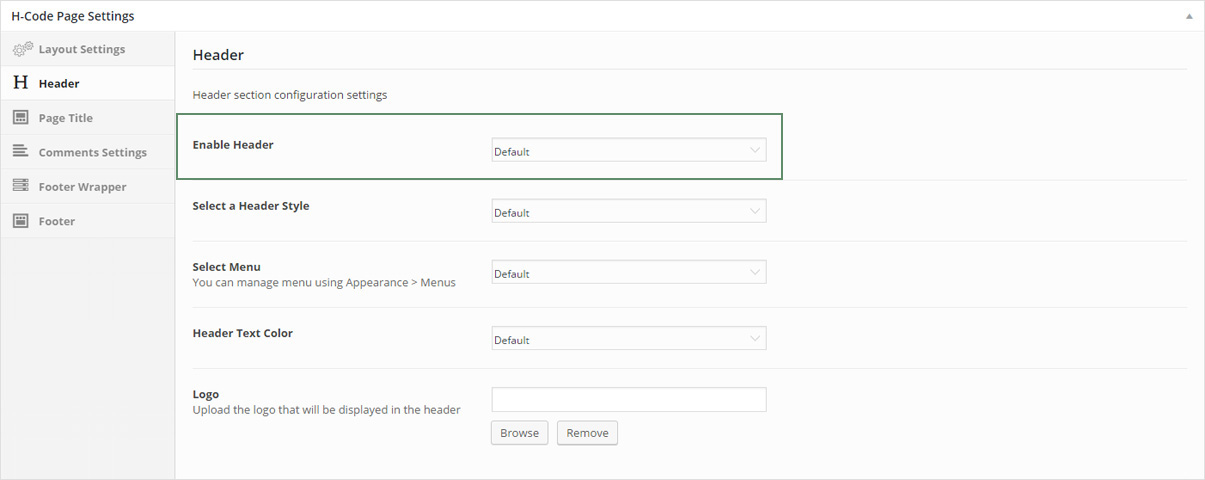 H-Code Page Settings
Layout Settings
H Header
Page Title
Comments Settings
Footer Wrapper
Footer
Header
Header section configuration settings
Enable Header
Default
Select a Header Style
Default
Select Menu
Default
You can manage menu using Appearance > Menus
Header Text Color
Default
Logo
Upload the logo that will be displayed in the header
Browse Remove